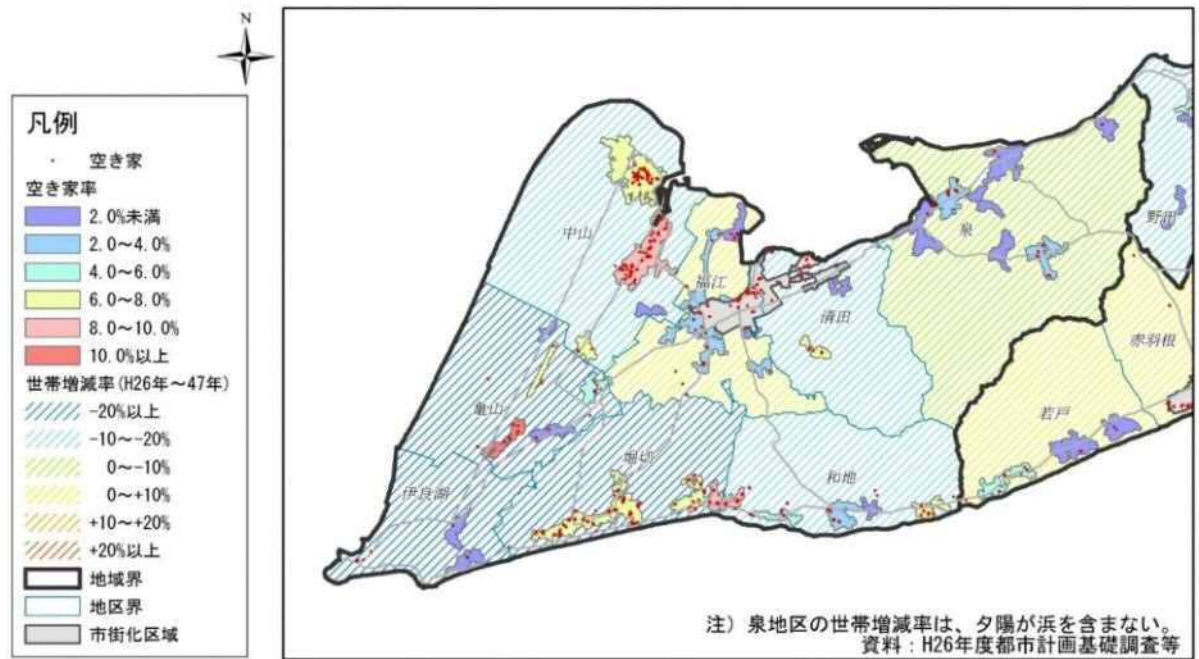 N
凡例
空き家
空き家率
2.0%未満
2.0～4.0%
4.0～6.0%
6.0～8.0%
8.0～10.0%
10.0%以上
世帯増減率(H26年～47年)
-20%以上
-10～-20%
0～-10%
0～+10%
+10～+20%
+20%以上
地域界
地区界
市街化区域
中山
福江
清田
泉
野田
赤羽根
若戸
亀山
堀切
和地
伊良湖
注）泉地区の世帯増減率は、夕陽が浜を含まない。
資料：H26年度都市計画基礎調査等